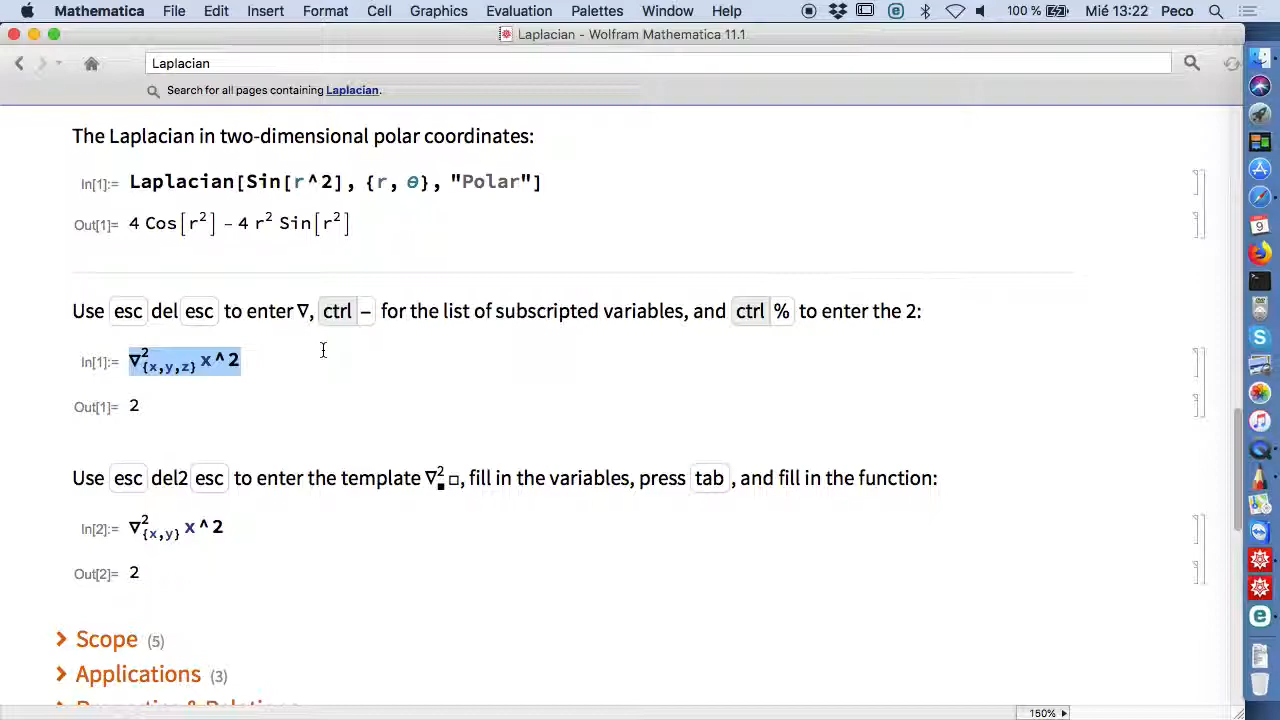 Mathematica File Edit Insert Format Cell Graphics Evaluation Palettes Window Help 100 % Mié 13:22 Peco
Laplacian - Wolfram Mathematica 11.1
Laplacian
Search for all pages containing Laplacian.
The Laplacian in two-dimensional polar coordinates:
In[1]:= Laplacian[Sin[r^2], {r, θ}, "Polar"]
Out[1]= 4 Cos[r²] - 4 r² Sin[r²]
Use esc del esc to enter ∇, ctrl - for the list of subscripted variables, and ctrl % to enter the 2:
In[1]:= ∇²{x,y,z} x^2
Out[1]= 2
Use esc del2 esc to enter the template ∇²■ □, fill in the variables, press tab, and fill in the function:
In[2]:= ∇²{x,y} x^2
Out[2]= 2
Scope (5)
Applications (3)
Properties & Relations
150%